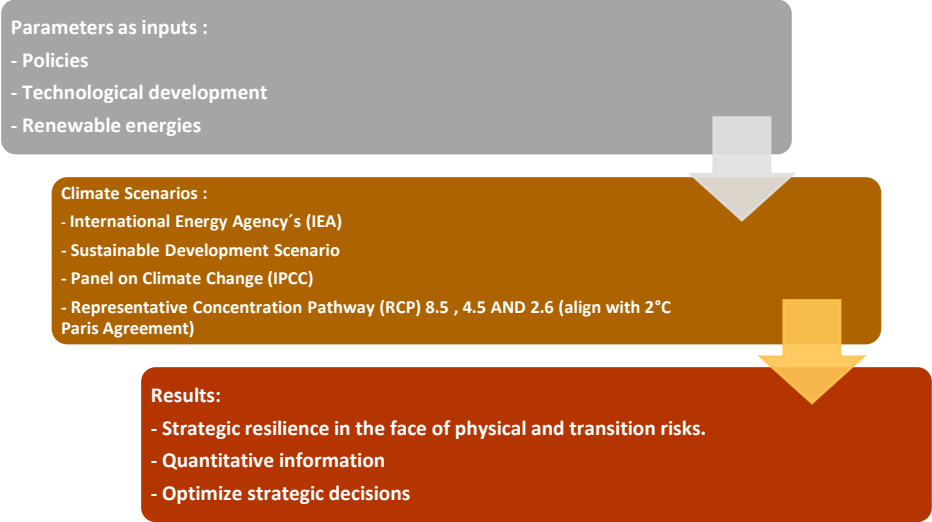 Parameters as inputs :
- Policies
- Technological development
- Renewable energies
Climate Scenarios :
- International Energy Agency´s (IEA)
- Sustainable Development Scenario
- Panel on Climate Change (IPCC)
- Representative Concentration Pathway (RCP) 8.5 , 4.5 AND 2.6 (align with 2°C
Paris Agreement)
Results:
- Strategic resilience in the face of physical and transition risks.
- Quantitative information
- Optimize strategic decisions